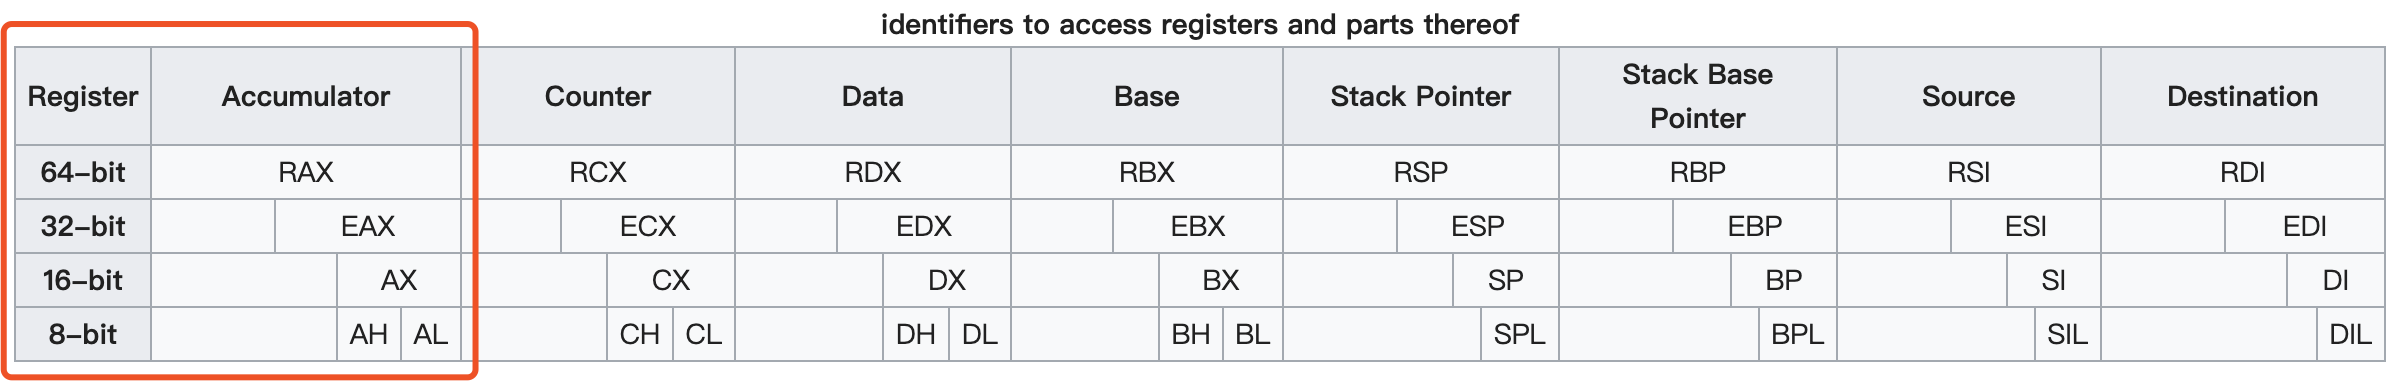 identifiers to access registers and parts thereof
Register Accumulator Counter Data Base Stack Pointer Stack Base Pointer Source Destination
64-bit RAX RCX RDX RBX RSP RBP RSI RDI
32-bit EAX ECX EDX EBX ESP EBP ESI EDI
16-bit AX CX DX BX SP BP SI DI
8-bit AH AL CH CL DH DL BH BL SPL BPL SIL DIL